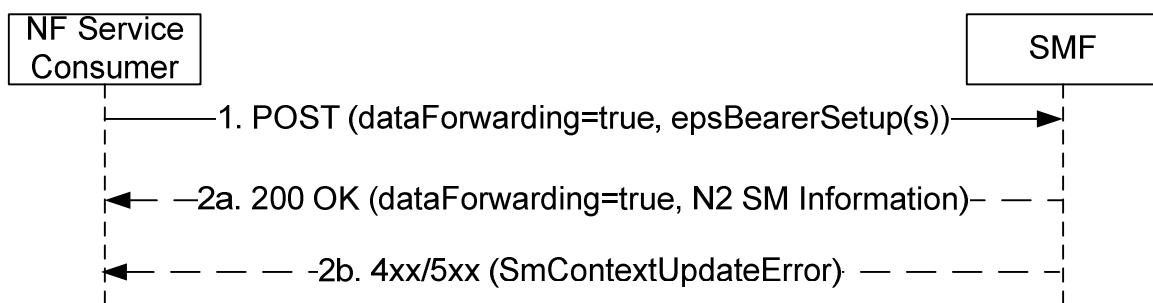 NF Service
Consumer
SMF
1. POST (dataForwarding=true, epsBearerSetup(s))
2a. 200 OK (dataForwarding=true, N2 SM Information)
2b. 4xx/5xx (SmContextUpdateError)